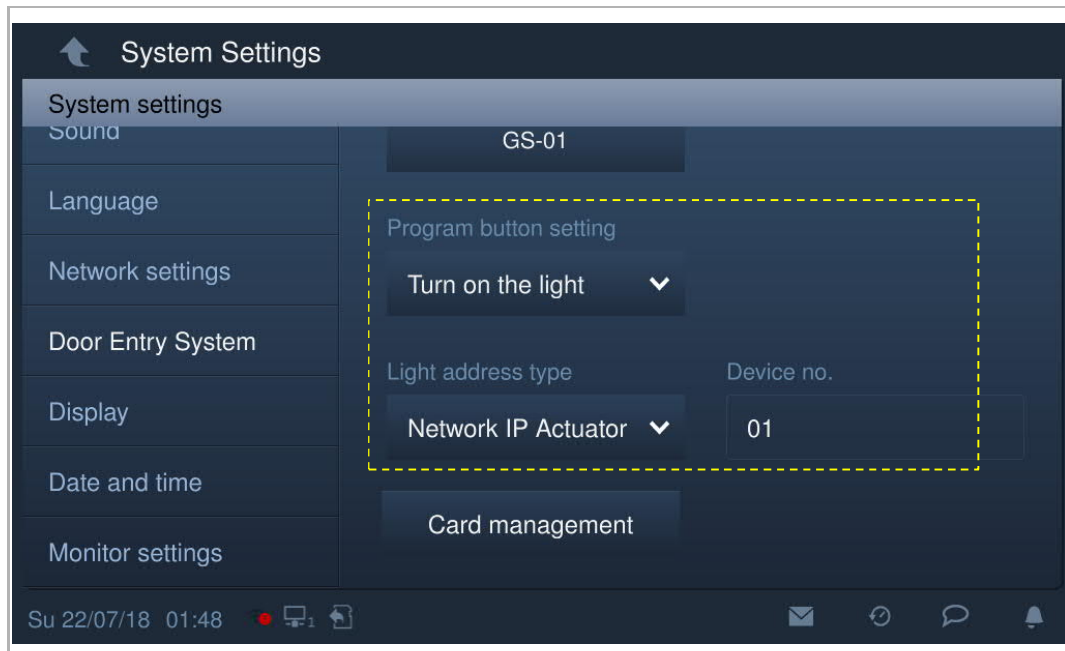 System Settings
System settings
Sound
GS-01
Language
Program button setting
Network settings
Turn on the light
Door Entry System
Light address type Device no.
Display
Network IP Actuator 01
Date and time
Card management
Monitor settings
Su 22/07/18 01:48 1